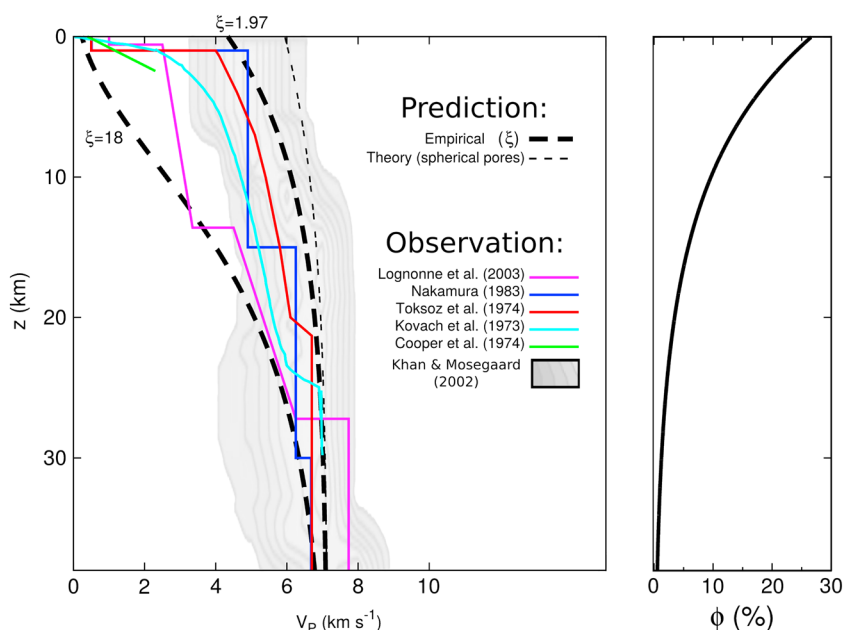 ξ=1.97
ξ=18
Prediction:
Empirical (ξ)
Theory (spherical pores)
Observation:
Lognonne et al. (2003)
Nakamura (1983)
Toksoz et al. (1974)
Kovach et al. (1973)
Cooper et al. (1974)
Khan & Mosegaard
(2002)
0
10
20
30
z (km)
0 2 4 6 8 10
V_P (km s⁻¹)
0 10 20 30
ϕ (%)